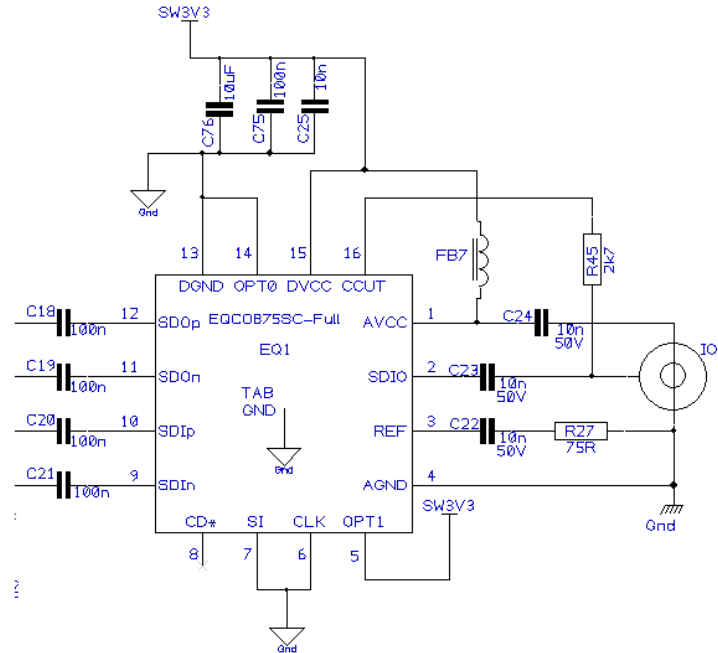 SW3V3
10uF
100n
10n
C76
C75
C25
Gnd
13
14
15
16
FB7
R45
2k7
DGND OPT0 DVCC CCUT
C18
100n
12
SDOp
EQCO875SC-Full
AVCC
1
C24
10n
50V
IO
EQ1
C19
100n
11
SDOn
SDIO
2
C23
10n
50V
TAB
GND
C20
100n
10
SDIp
REF
3
C22
10n
50V
R27
75R
Gnd
C21
100n
9
SDIn
AGND
4
SW3V3
Gnd
CD*
SI
CLK
OPT1
8
7
6
5
Gnd